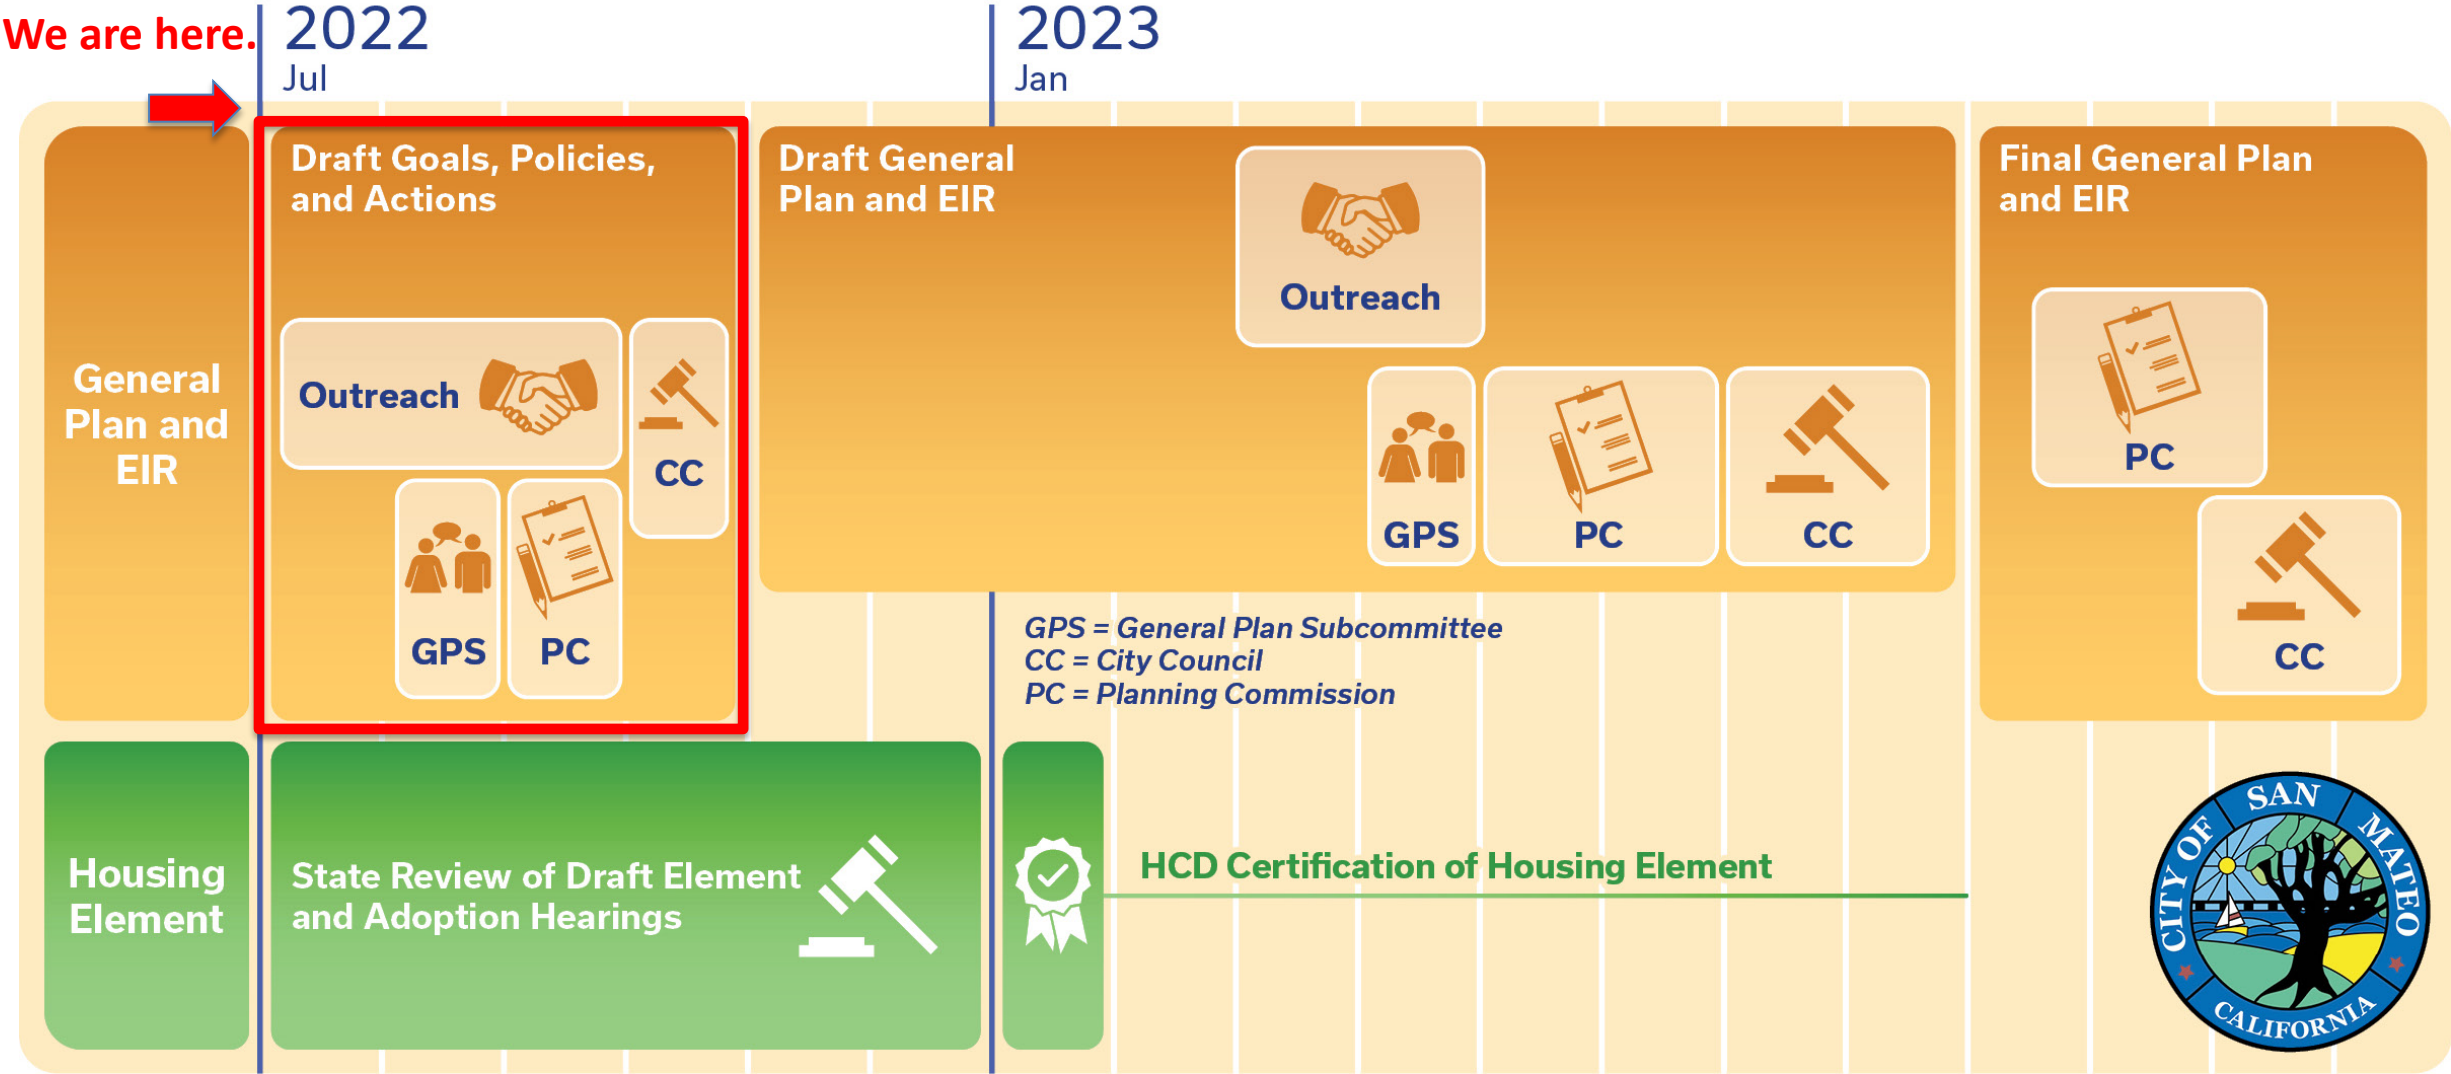 We are here.
2022
Jul
2023
Jan
General
Plan and
EIR
Draft Goals, Policies,
and Actions
Outreach
CC
GPS
PC
Draft General
Plan and EIR
Outreach
GPS
PC
CC
Final General Plan
and EIR
PC
CC
GPS = General Plan Subcommittee
CC = City Council
PC = Planning Commission
Housing
Element
State Review of Draft Element
and Adoption Hearings
HCD Certification of Housing Element
CITY OF SAN MATEO
CALIFORNIA